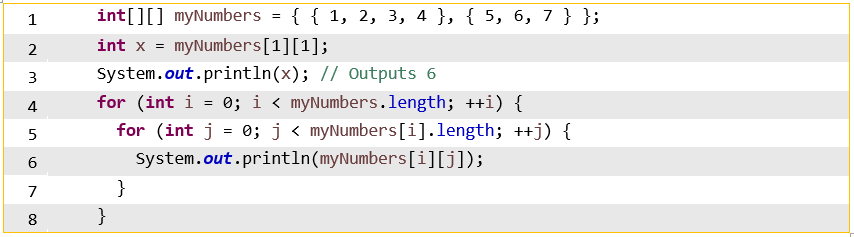 1 int[][] myNumbers = { { 1, 2, 3, 4 }, { 5, 6, 7 } };
2 int x = myNumbers[1][1];
3 System.out.println(x); // Outputs 6
4 for (int i = 0; i < myNumbers.length; ++i) {
5 for (int j = 0; j < myNumbers[i].length; ++j) {
6 System.out.println(myNumbers[i][j]);
7 }
8 }